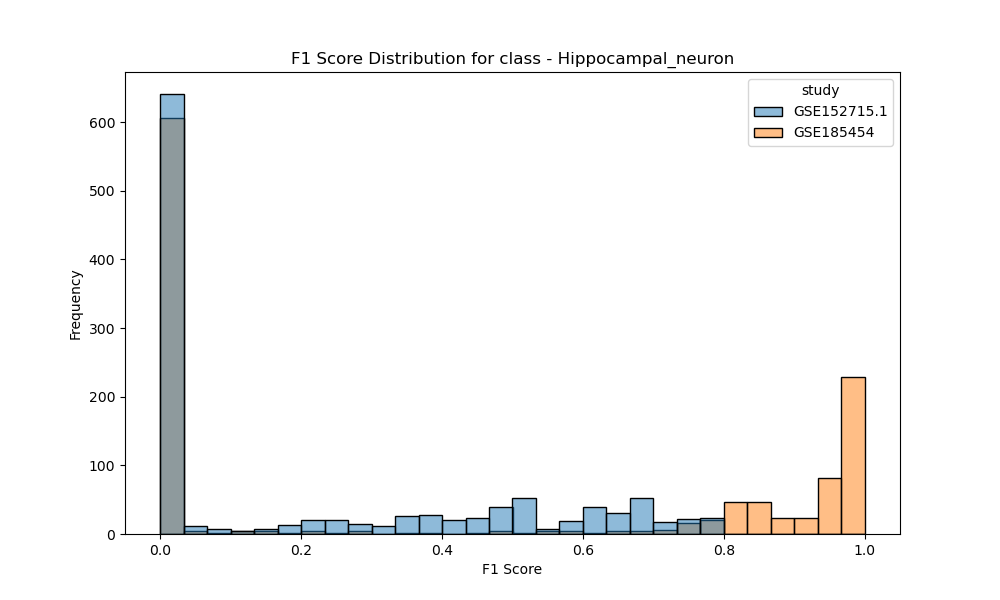 F1 Score Distribution for class - Hippocampal_neuron
study
GSE152715.1
GSE185454
Frequency
600
500
400
300
200
100
0
0.0 0.2 0.4 0.6 0.8 1.0
F1 Score